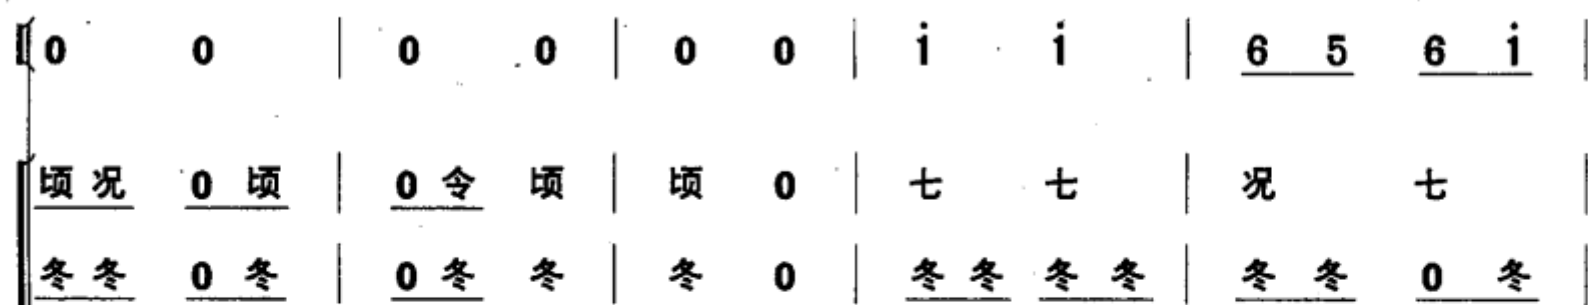 0 0 | 0 0 | 0 0 | i i | 6 5 6 i |
顷 况 0 顷 | 0 令 顷 | 顷 0 | 七 七 | 况 七 |
冬 冬 0 冬 | 0 冬 冬 | 冬 0 | 冬 冬 冬 冬 | 冬 冬 0 冬 |